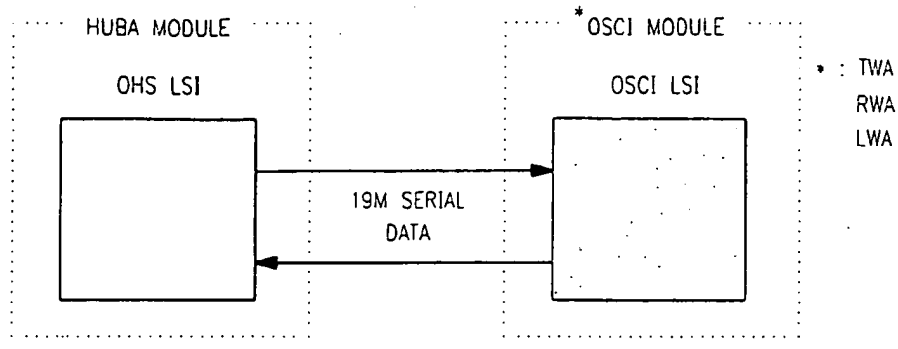 HUBA MODULE
*OSCI MODULE
OHS LSI
OSCI LSI
* : TWA
RWA
LWA
19M SERIAL
DATA